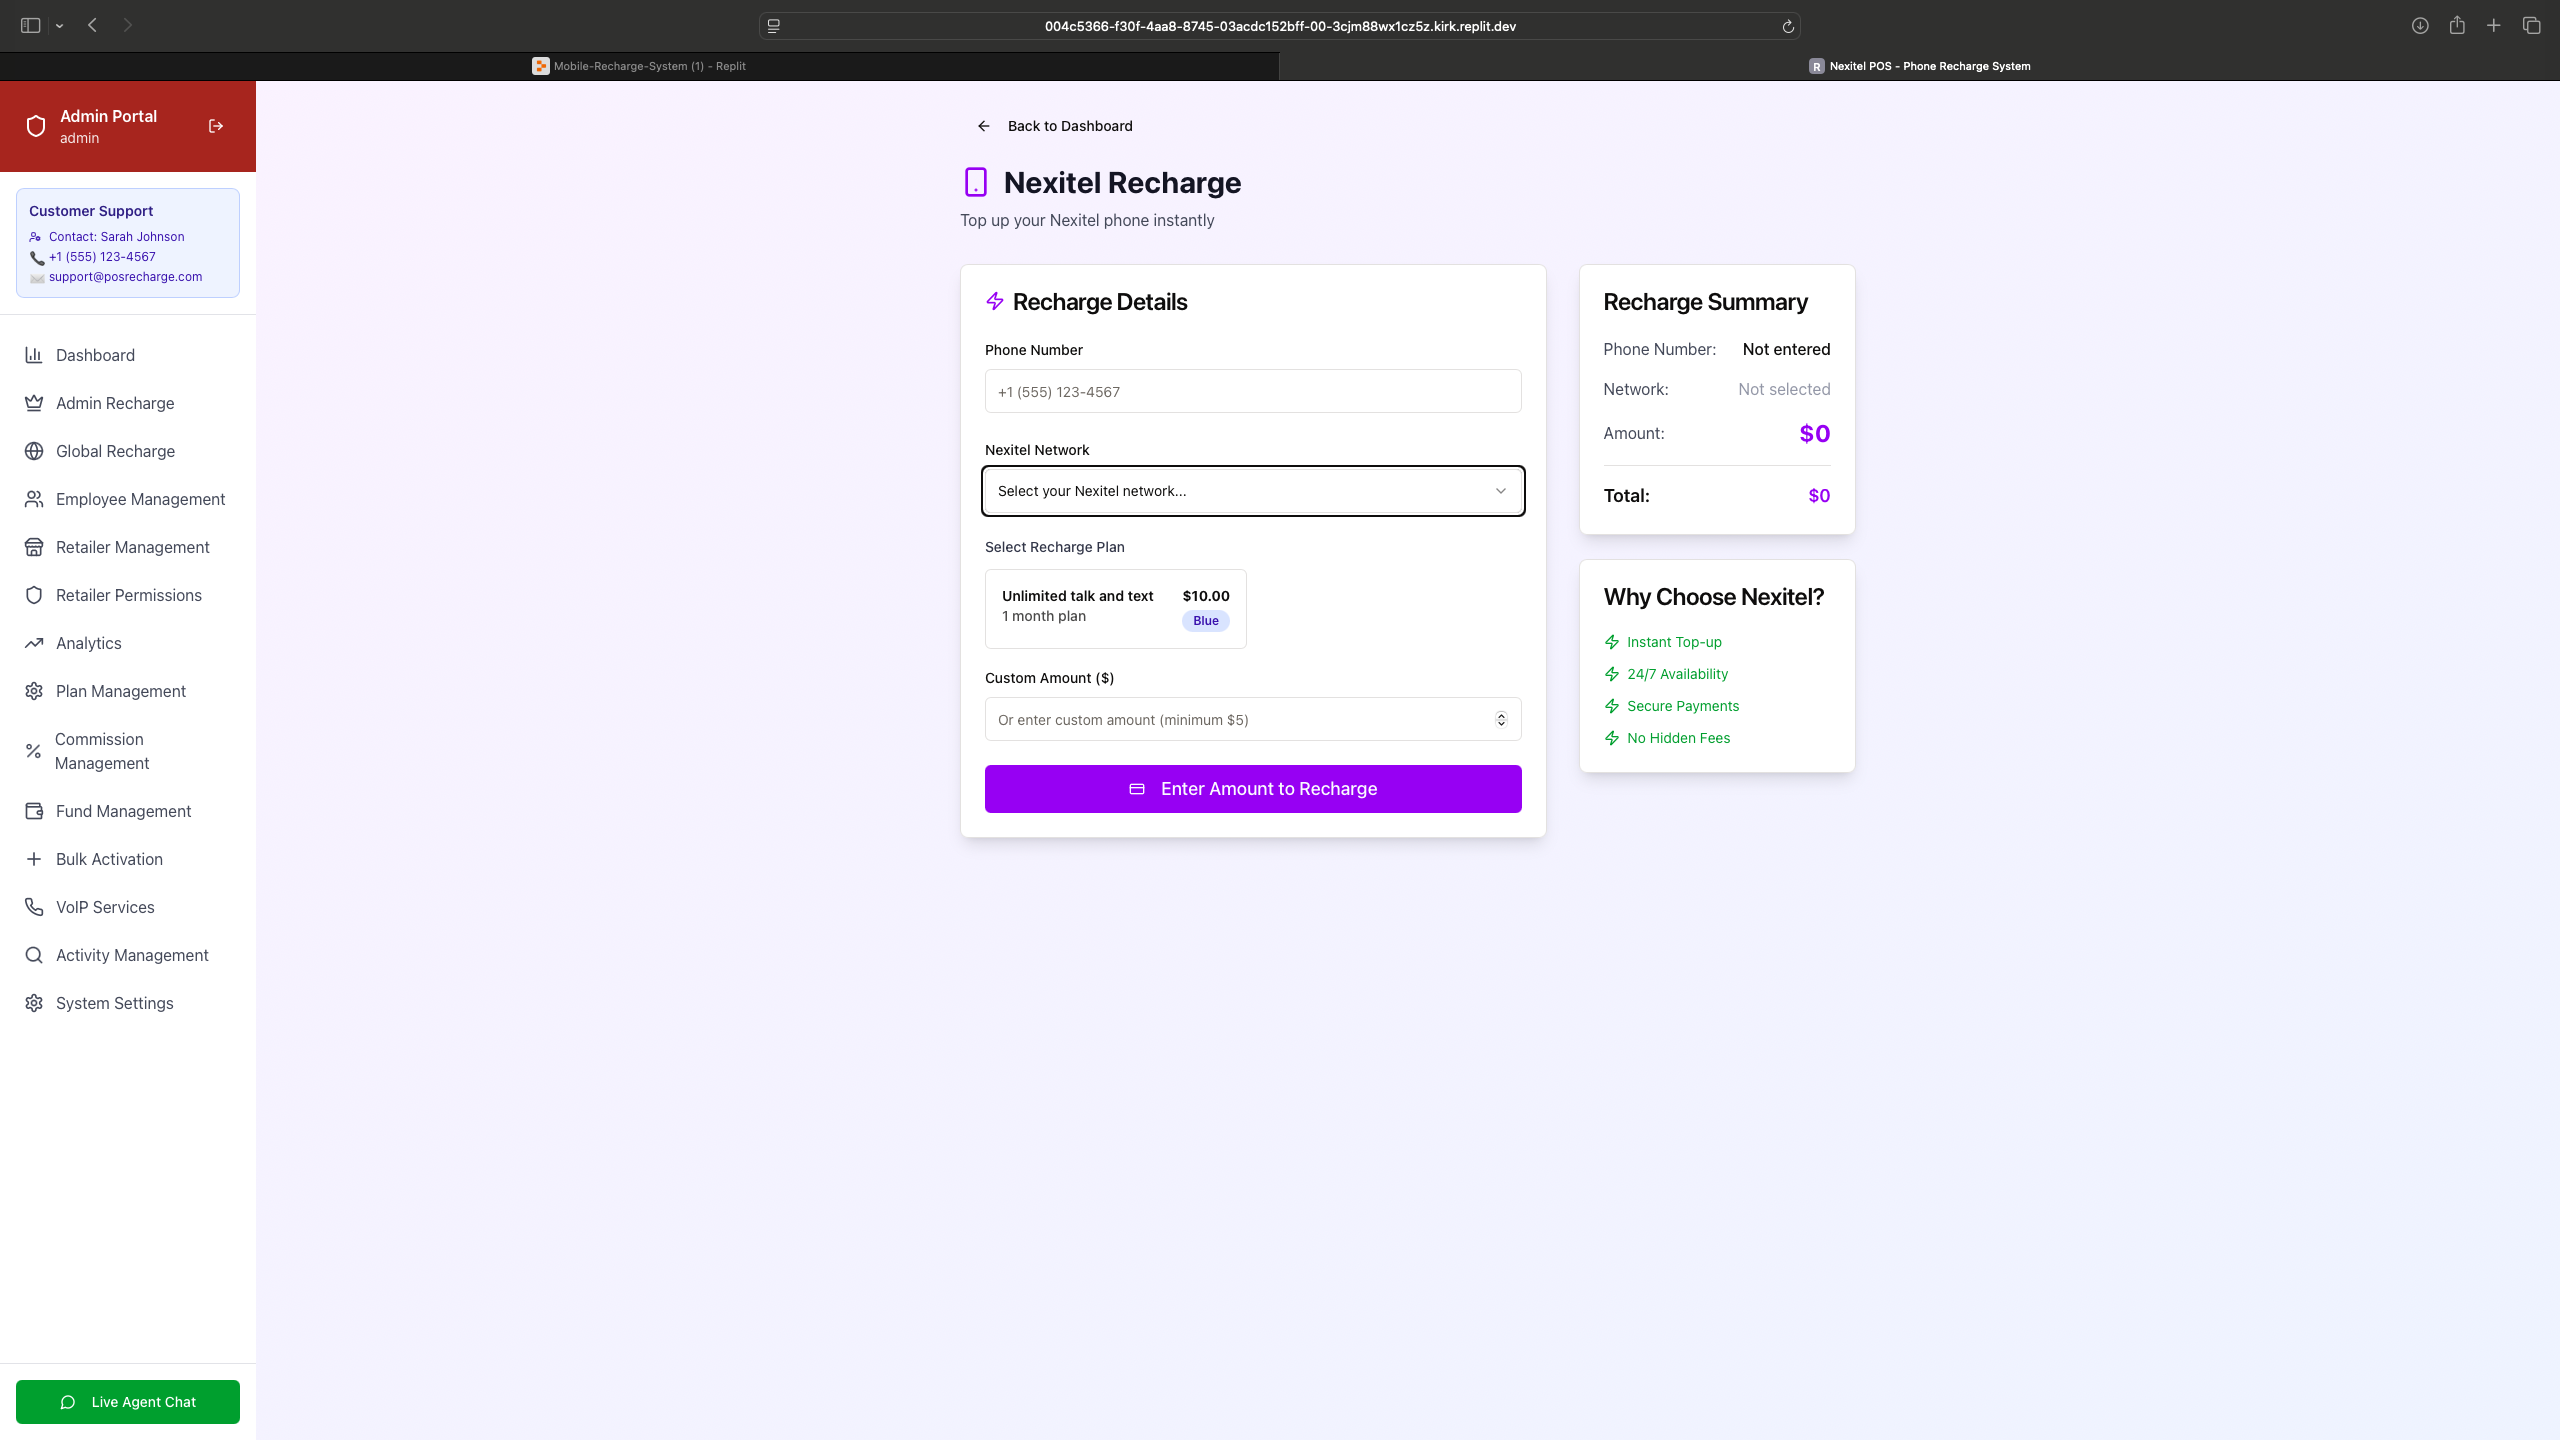 004c5366-f30f-4aa8-8745-03acdc152bff-00-3cjm88wx1cz5z.kirk.replit.dev
Mobile-Recharge-System (1) - Replit
R Nexitel POS - Phone Recharge System
Admin Portal
admin
Customer Support
Contact: Sarah Johnson
+1 (555) 123-4567
support@posrecharge.com
Dashboard
Admin Recharge
Global Recharge
Employee Management
Retailer Management
Retailer Permissions
Analytics
Plan Management
Commission
Management
Fund Management
Bulk Activation
VoIP Services
Activity Management
System Settings
Live Agent Chat
Back to Dashboard
Nexitel Recharge
Top up your Nexitel phone instantly
Recharge Details
Phone Number
+1 (555) 123-4567
Nexitel Network
Select your Nexitel network...
Select Recharge Plan
Unlimited talk and text $10.00
1 month plan Blue
Custom Amount ($)
Or enter custom amount (minimum $5)
Enter Amount to Recharge
Recharge Summary
Phone Number: Not entered
Network: Not selected
Amount: $0
Total: $0
Why Choose Nexitel?
Instant Top-up
24/7 Availability
Secure Payments
No Hidden Fees